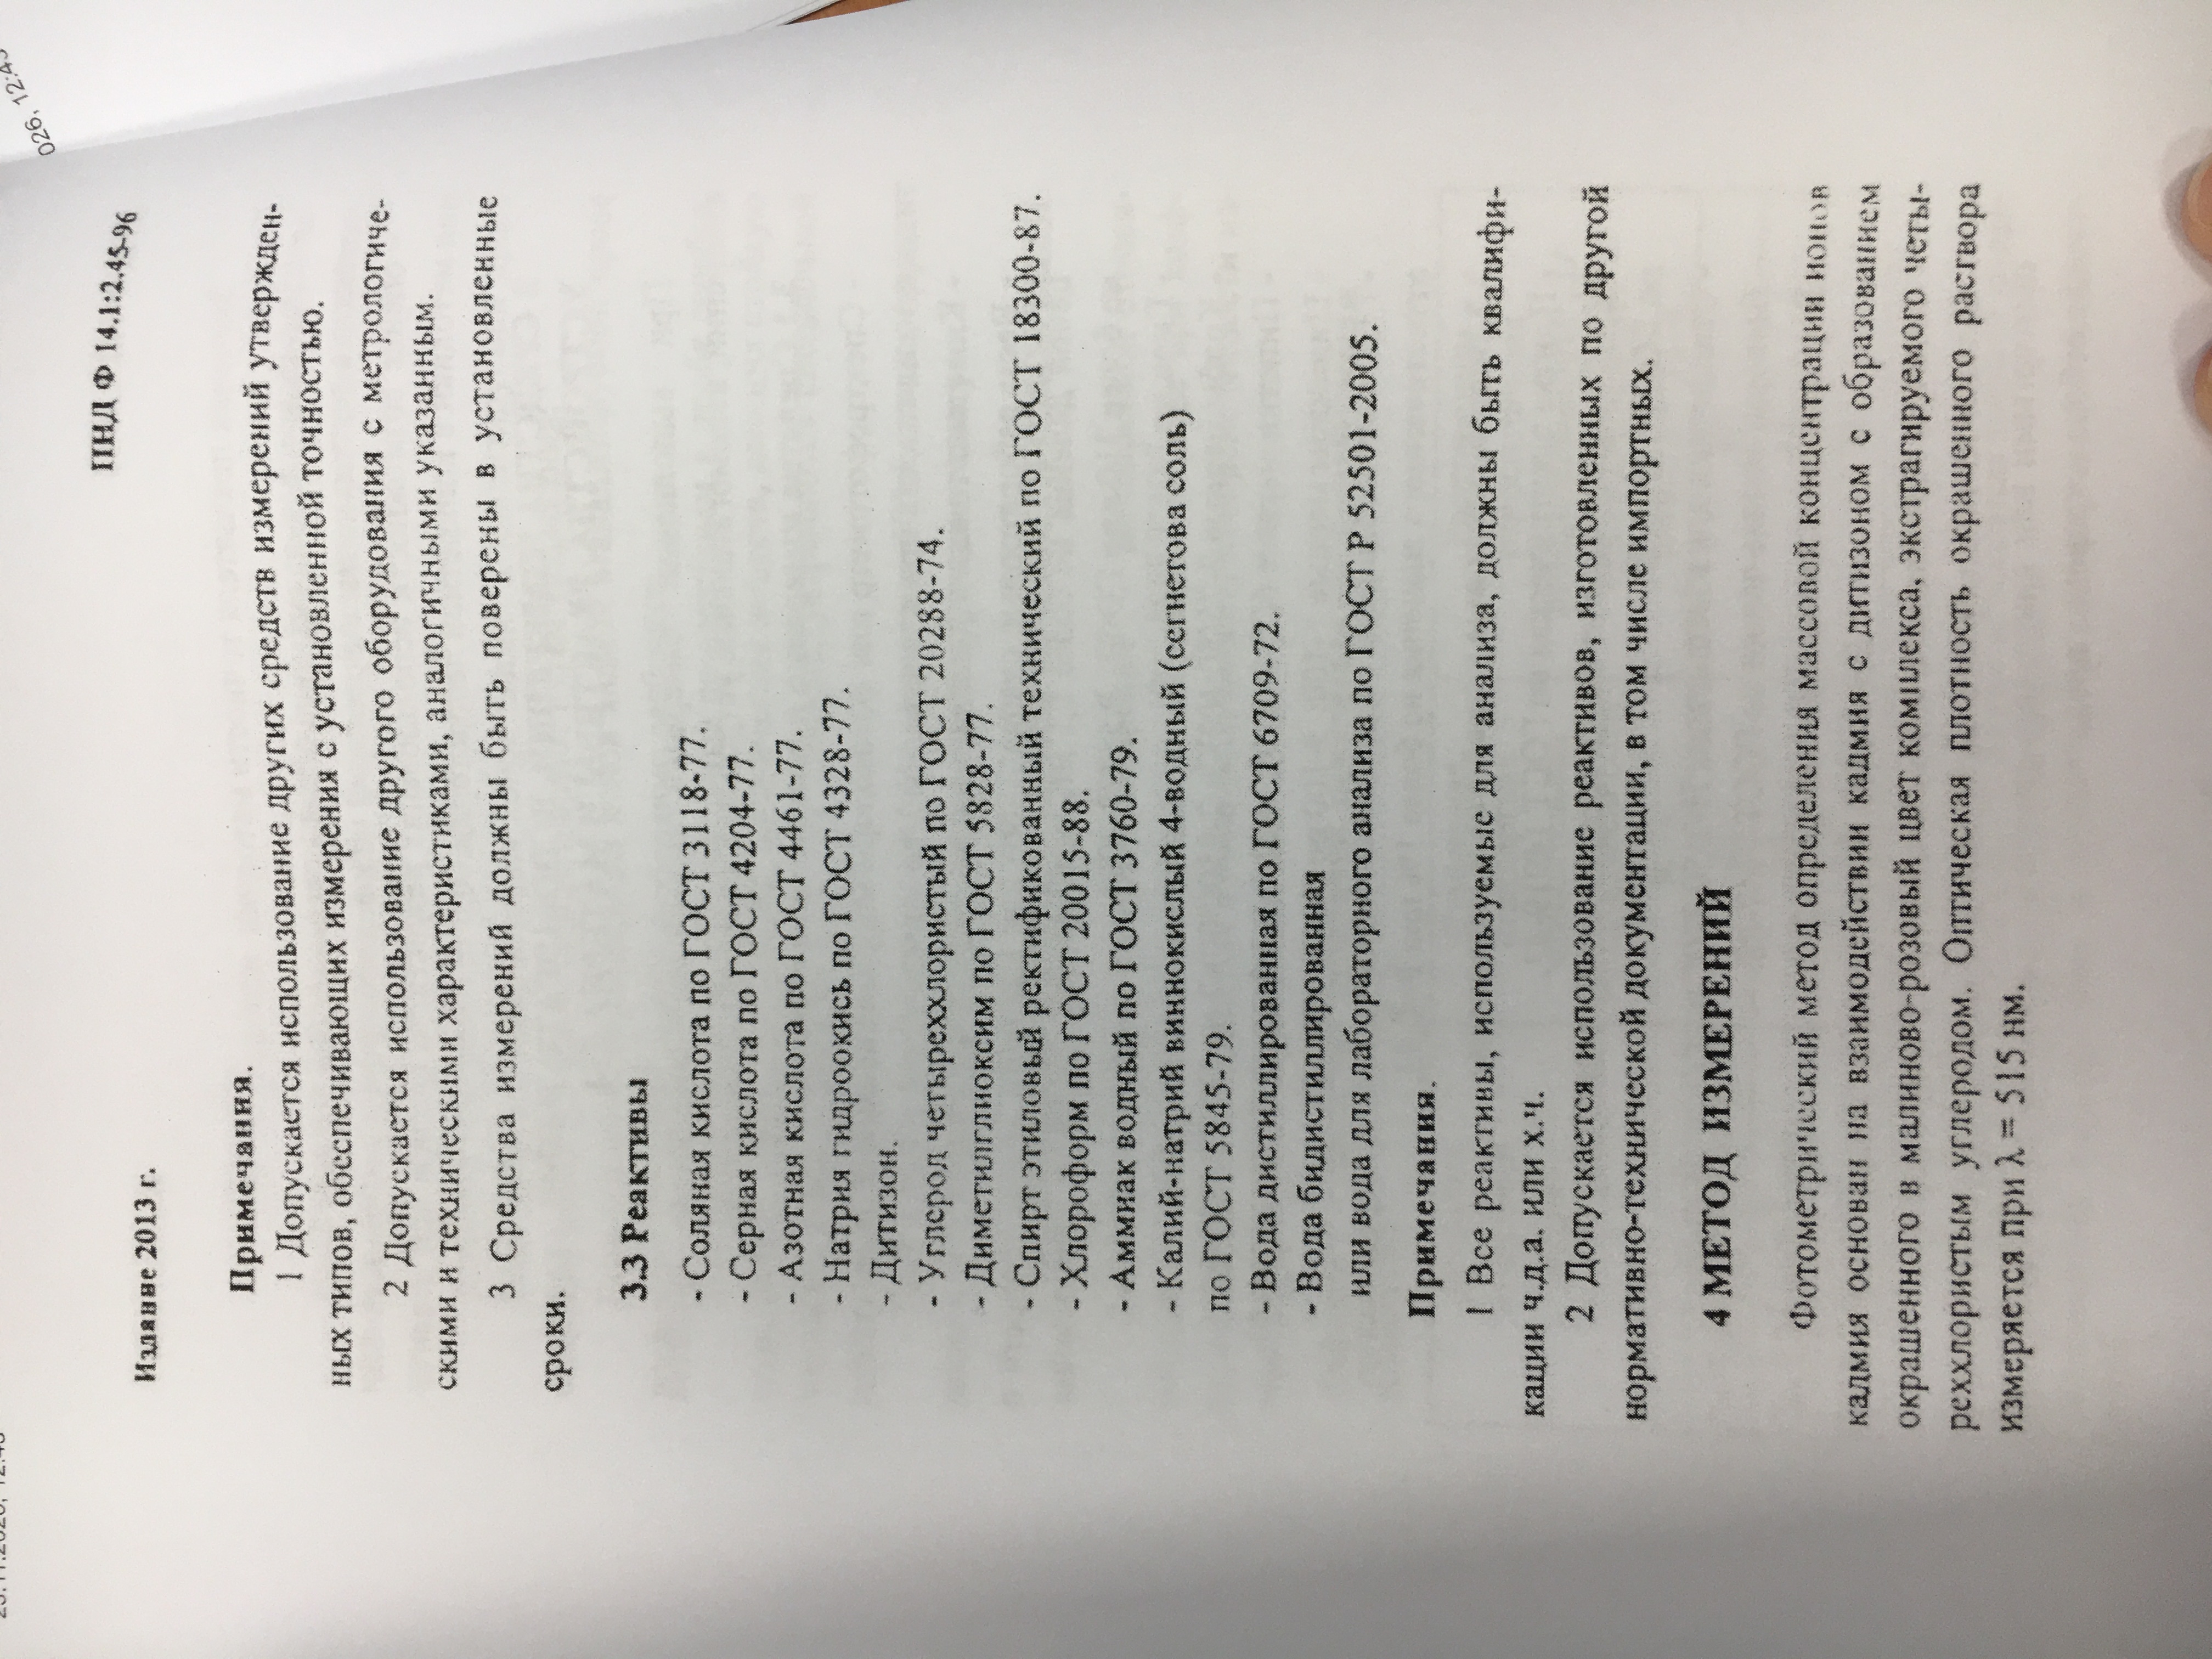 026, 12:43
Издание 2013 г.
ПНД Ф 14.1:2.45-96
Примечания.
1 Допускается использование других средств измерений утвержден-
ных типов, обеспечивающих измерения с установленной точностью.
2 Допускается использование другого оборудования с метрологиче-
скими и техническими характеристиками, аналогичными указанным.
3 Средства измерений должны быть поверены в установленные
сроки.
3.3 Реактивы
- Соляная кислота по ГОСТ 3118-77.
- Серная кислота по ГОСТ 4204-77.
- Азотная кислота по ГОСТ 4461-77.
- Натрия гидроокись по ГОСТ 4328-77.
- Дитизон.
- Углерод четыреххлористый по ГОСТ 20288-74.
- Диметилглиоксим по ГОСТ 5828-77.
- Спирт этиловый ректификованный технический по ГОСТ 18300-87.
- Хлороформ по ГОСТ 20015-88.
- Аммиак водный по ГОСТ 3760-79.
- Калий-натрий виннокислый 4-водный (сегнетова соль)
по ГОСТ 5845-79.
- Вода дистиллированная по ГОСТ 6709-72.
- Вода бидистиллированная
или вода для лабораторного анализа по ГОСТ Р 52501-2005.
Примечания.
1 Все реактивы, используемые для анализа, должны быть квалифи-
кации ч.д.а. или х.ч.
2 Допускается использование реактивов, изготовленных по другой
нормативно-технической документации, в том числе импортных.
4 МЕТОД ИЗМЕРЕНИЙ
Фотометрический метод определения массовой концентрации ионов
кадмия основан на взаимодействии кадмия с дитизоном с образованием
окрашенного в малиново-розовый цвет комплекса, экстрагируемого четы-
реххлористым углеродом. Оптическая плотность окрашенного раствора
измеряется при λ = 515 нм.